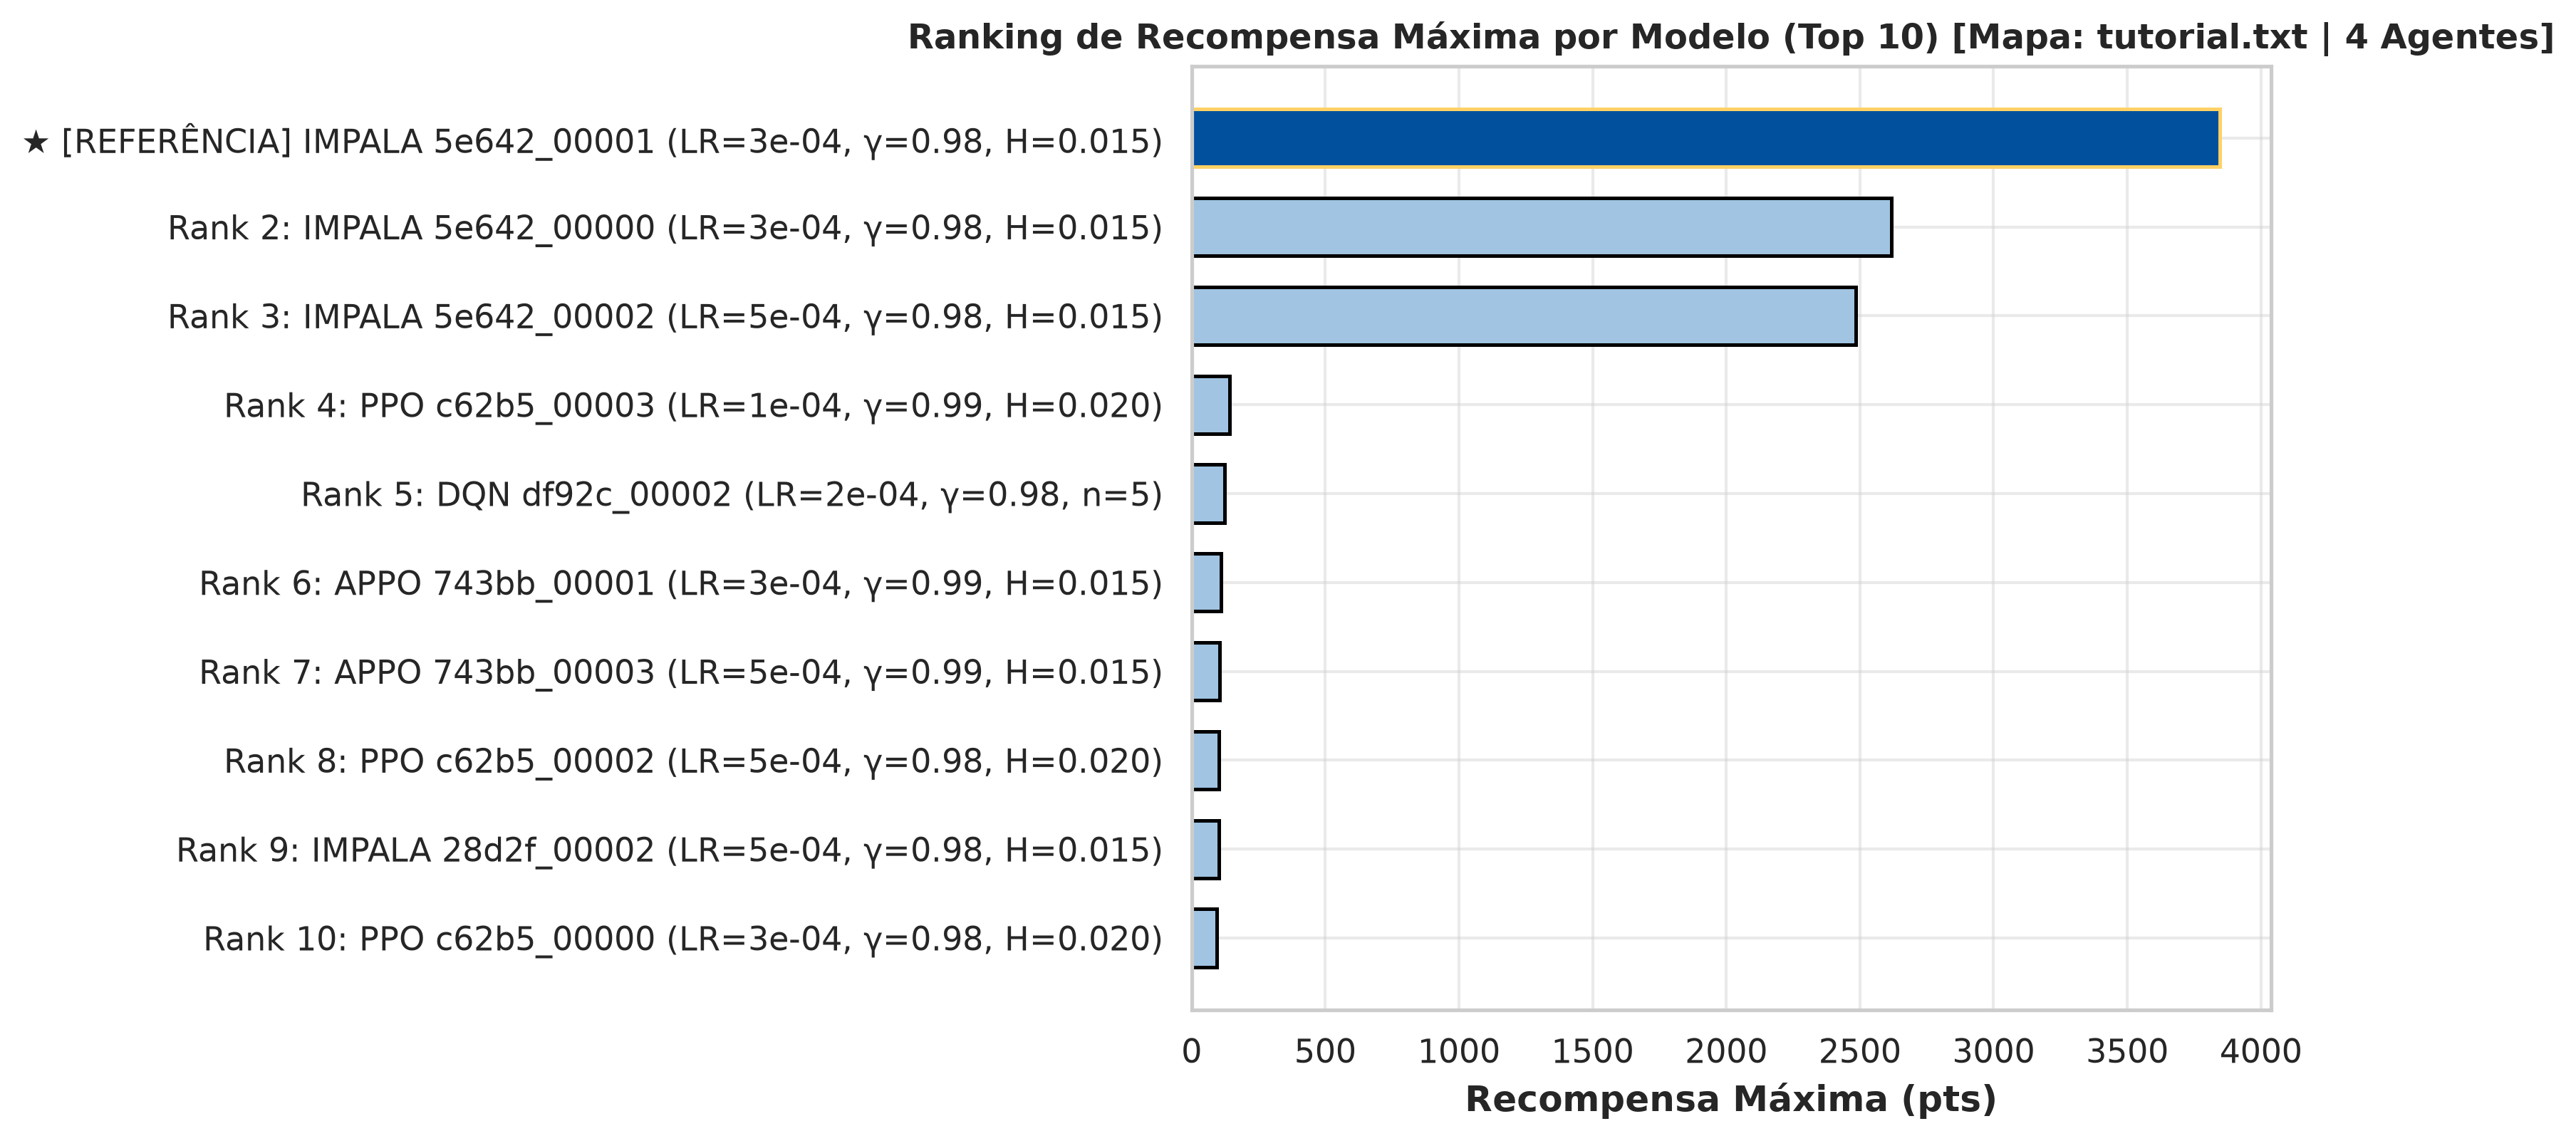 Ranking de Recompensa Máxima por Modelo (Top 10) [Mapa: tutorial.txt | 4 Agentes]
★ [REFERÊNCIA] IMPALA 5e642_00001 (LR=3e-04, γ=0.98, H=0.015)
Rank 2: IMPALA 5e642_00000 (LR=3e-04, γ=0.98, H=0.015)
Rank 3: IMPALA 5e642_00002 (LR=5e-04, γ=0.98, H=0.015)
Rank 4: PPO c62b5_00003 (LR=1e-04, γ=0.99, H=0.020)
Rank 5: DQN df92c_00002 (LR=2e-04, γ=0.98, n=5)
Rank 6: APPO 743bb_00001 (LR=3e-04, γ=0.99, H=0.015)
Rank 7: APPO 743bb_00003 (LR=5e-04, γ=0.99, H=0.015)
Rank 8: PPO c62b5_00002 (LR=5e-04, γ=0.98, H=0.020)
Rank 9: IMPALA 28d2f_00002 (LR=5e-04, γ=0.98, H=0.015)
Rank 10: PPO c62b5_00000 (LR=3e-04, γ=0.98, H=0.020)
0 500 1000 1500 2000 2500 3000 3500 4000
Recompensa Máxima (pts)